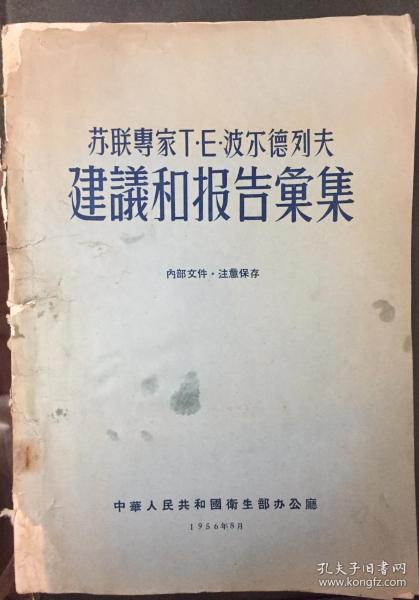 苏联專家T·E·波尔德列夫
建議和报告彙集
內部文件·注意保存
中華人民共和國衛生部办公廳
1956年8月
孔夫子旧书网
www.kongfz.com